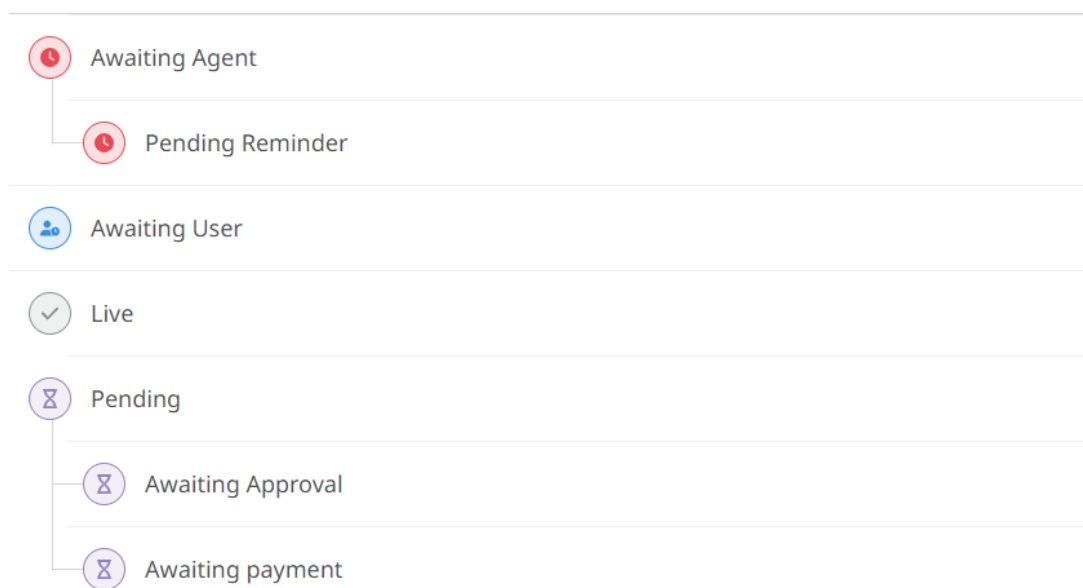 Awaiting Agent
Pending Reminder
Awaiting User
Live
Pending
Awaiting Approval
Awaiting payment